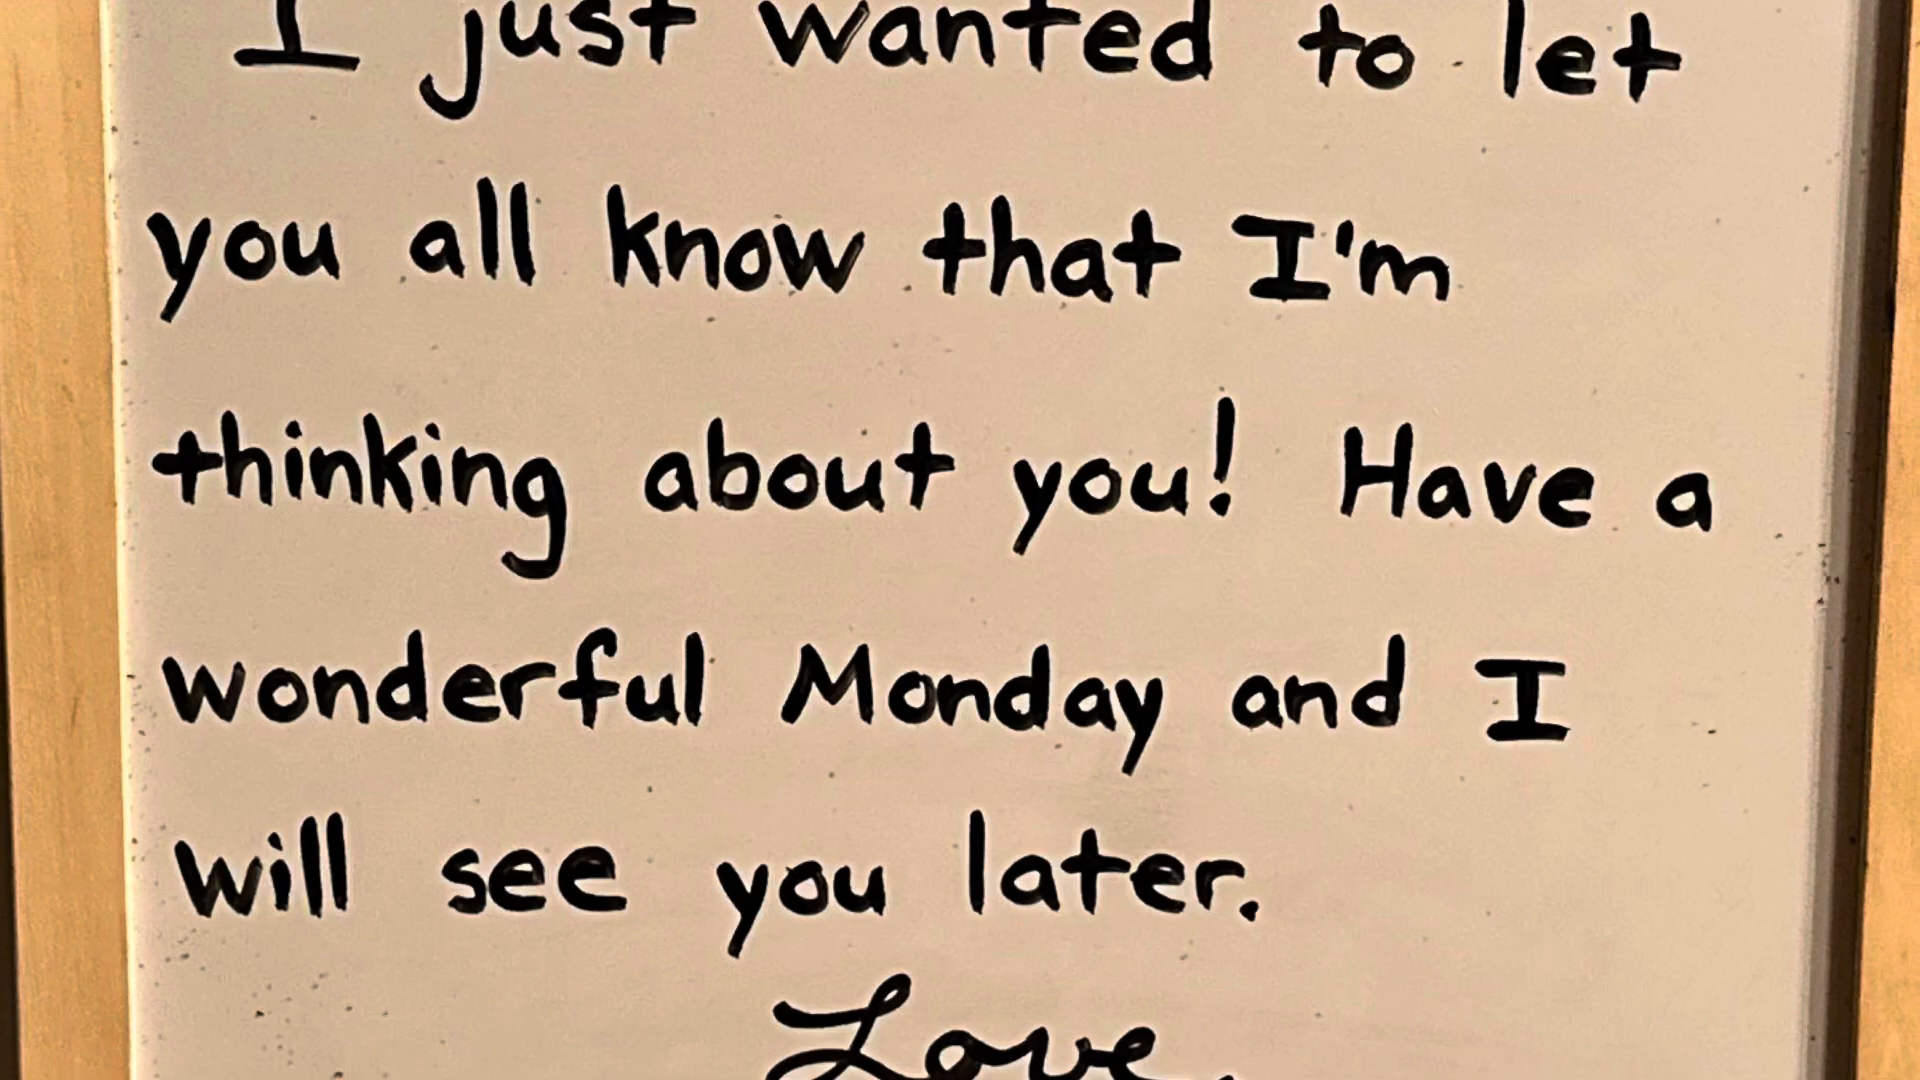 I just wanted to let
you all know that I'm
thinking about you! Have a
wonderful Monday and I
will see you later.
Love,